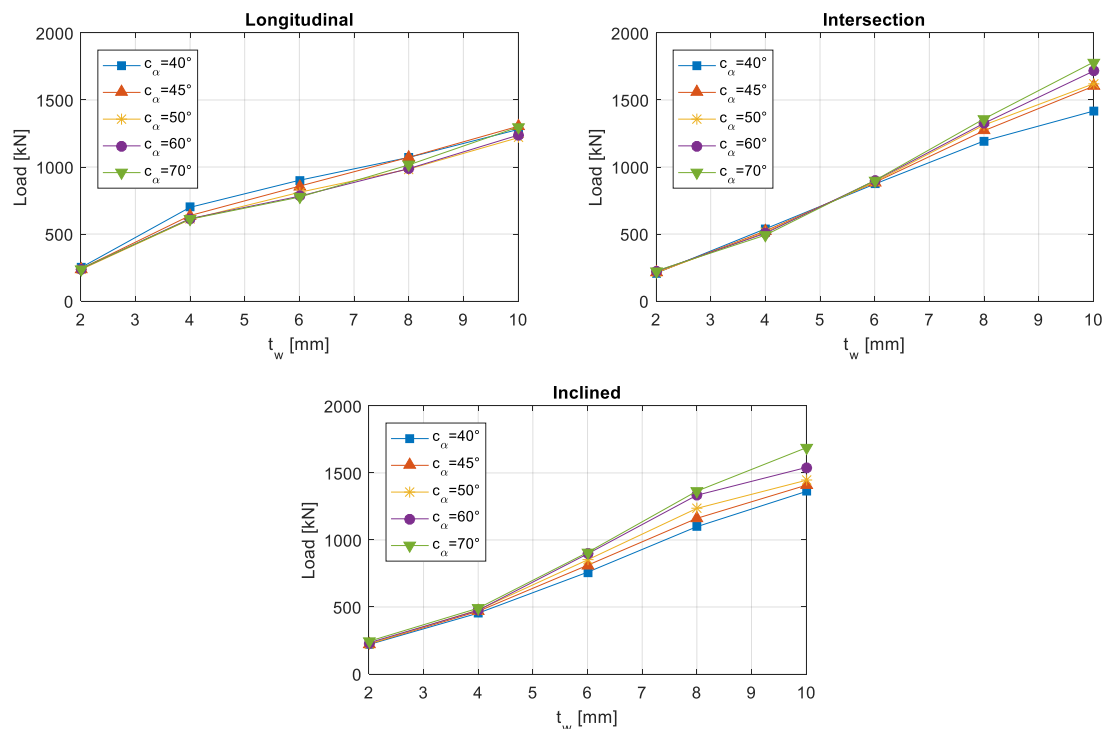 Longitudinal
2000
1500
1000
500
0
Load [kN]
c_α=40°
c_α=45°
c_α=50°
c_α=60°
c_α=70°
2 3 4 5 6 7 8 9 10
t_w [mm]
Intersection
2000
1500
1000
500
0
Load [kN]
c_α=40°
c_α=45°
c_α=50°
c_α=60°
c_α=70°
2 3 4 5 6 7 8 9 10
t_w [mm]
Inclined
2000
1500
1000
500
0
Load [kN]
c_α=40°
c_α=45°
c_α=50°
c_α=60°
c_α=70°
2 3 4 5 6 7 8 9 10
t_w [mm]